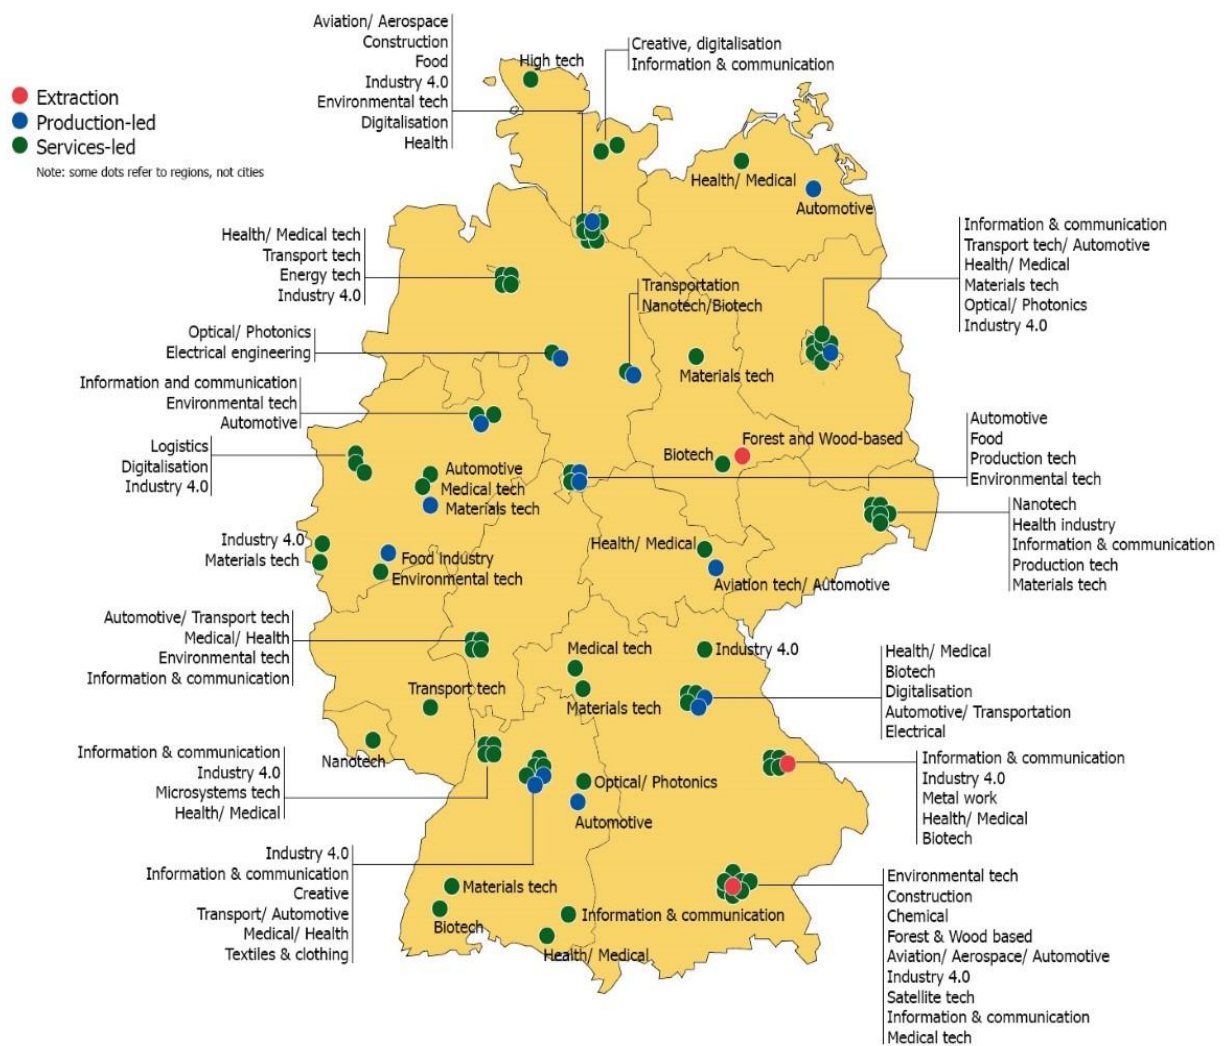 Aviation/ Aerospace
Construction
Food
Industry 4.0
Environmental tech
Digitalisation
Health
High tech
Creative, digitalisation
Information & communication
Extraction
Production-led
Services-led
Note: some dots refer to regions, not cities
Health/ Medical
Automotive
Information & communication
Transport tech/ Automotive
Health/ Medical
Materials tech
Optical/ Photonics
Industry 4.0
Health/ Medical tech
Transport tech
Energy tech
Industry 4.0
Transportation
Nanotech/Biotech
Optical/ Photonics
Electrical engineering
Materials tech
Information and communication
Environmental tech
Automotive
Logistics
Digitalisation
Industry 4.0
Automotive
Medical tech
Materials tech
Forest and Wood-based
Biotech
Automotive
Food
Production tech
Environmental tech
Nanotech
Health industry
Information & communication
Production tech
Materials tech
Industry 4.0
Materials tech
Food Industry
Environmental tech
Health/ Medical
Aviation tech/ Automotive
Automotive/ Transport tech
Medical/ Health
Environmental tech
Information & communication
Medical tech
Materials tech
Industry 4.0
Health/ Medical
Biotech
Digitalisation
Automotive/ Transportation
Electrical
Transport tech
Nanotech
Information & communication
Industry 4.0
Microsystems tech
Health/ Medical
Optical/ Photonics
Automotive
Information & communication
Industry 4.0
Metal work
Health/ Medical
Biotech
Industry 4.0
Information & communication
Creative
Transport/ Automotive
Medical/ Health
Textiles & clothing
Materials tech
Biotech
Information & communication
Health/ Medical
Environmental tech
Construction
Chemical
Forest & Wood based
Aviation/ Aerospace/ Automotive
Industry 4.0
Satellite tech
Information & communication
Medical tech